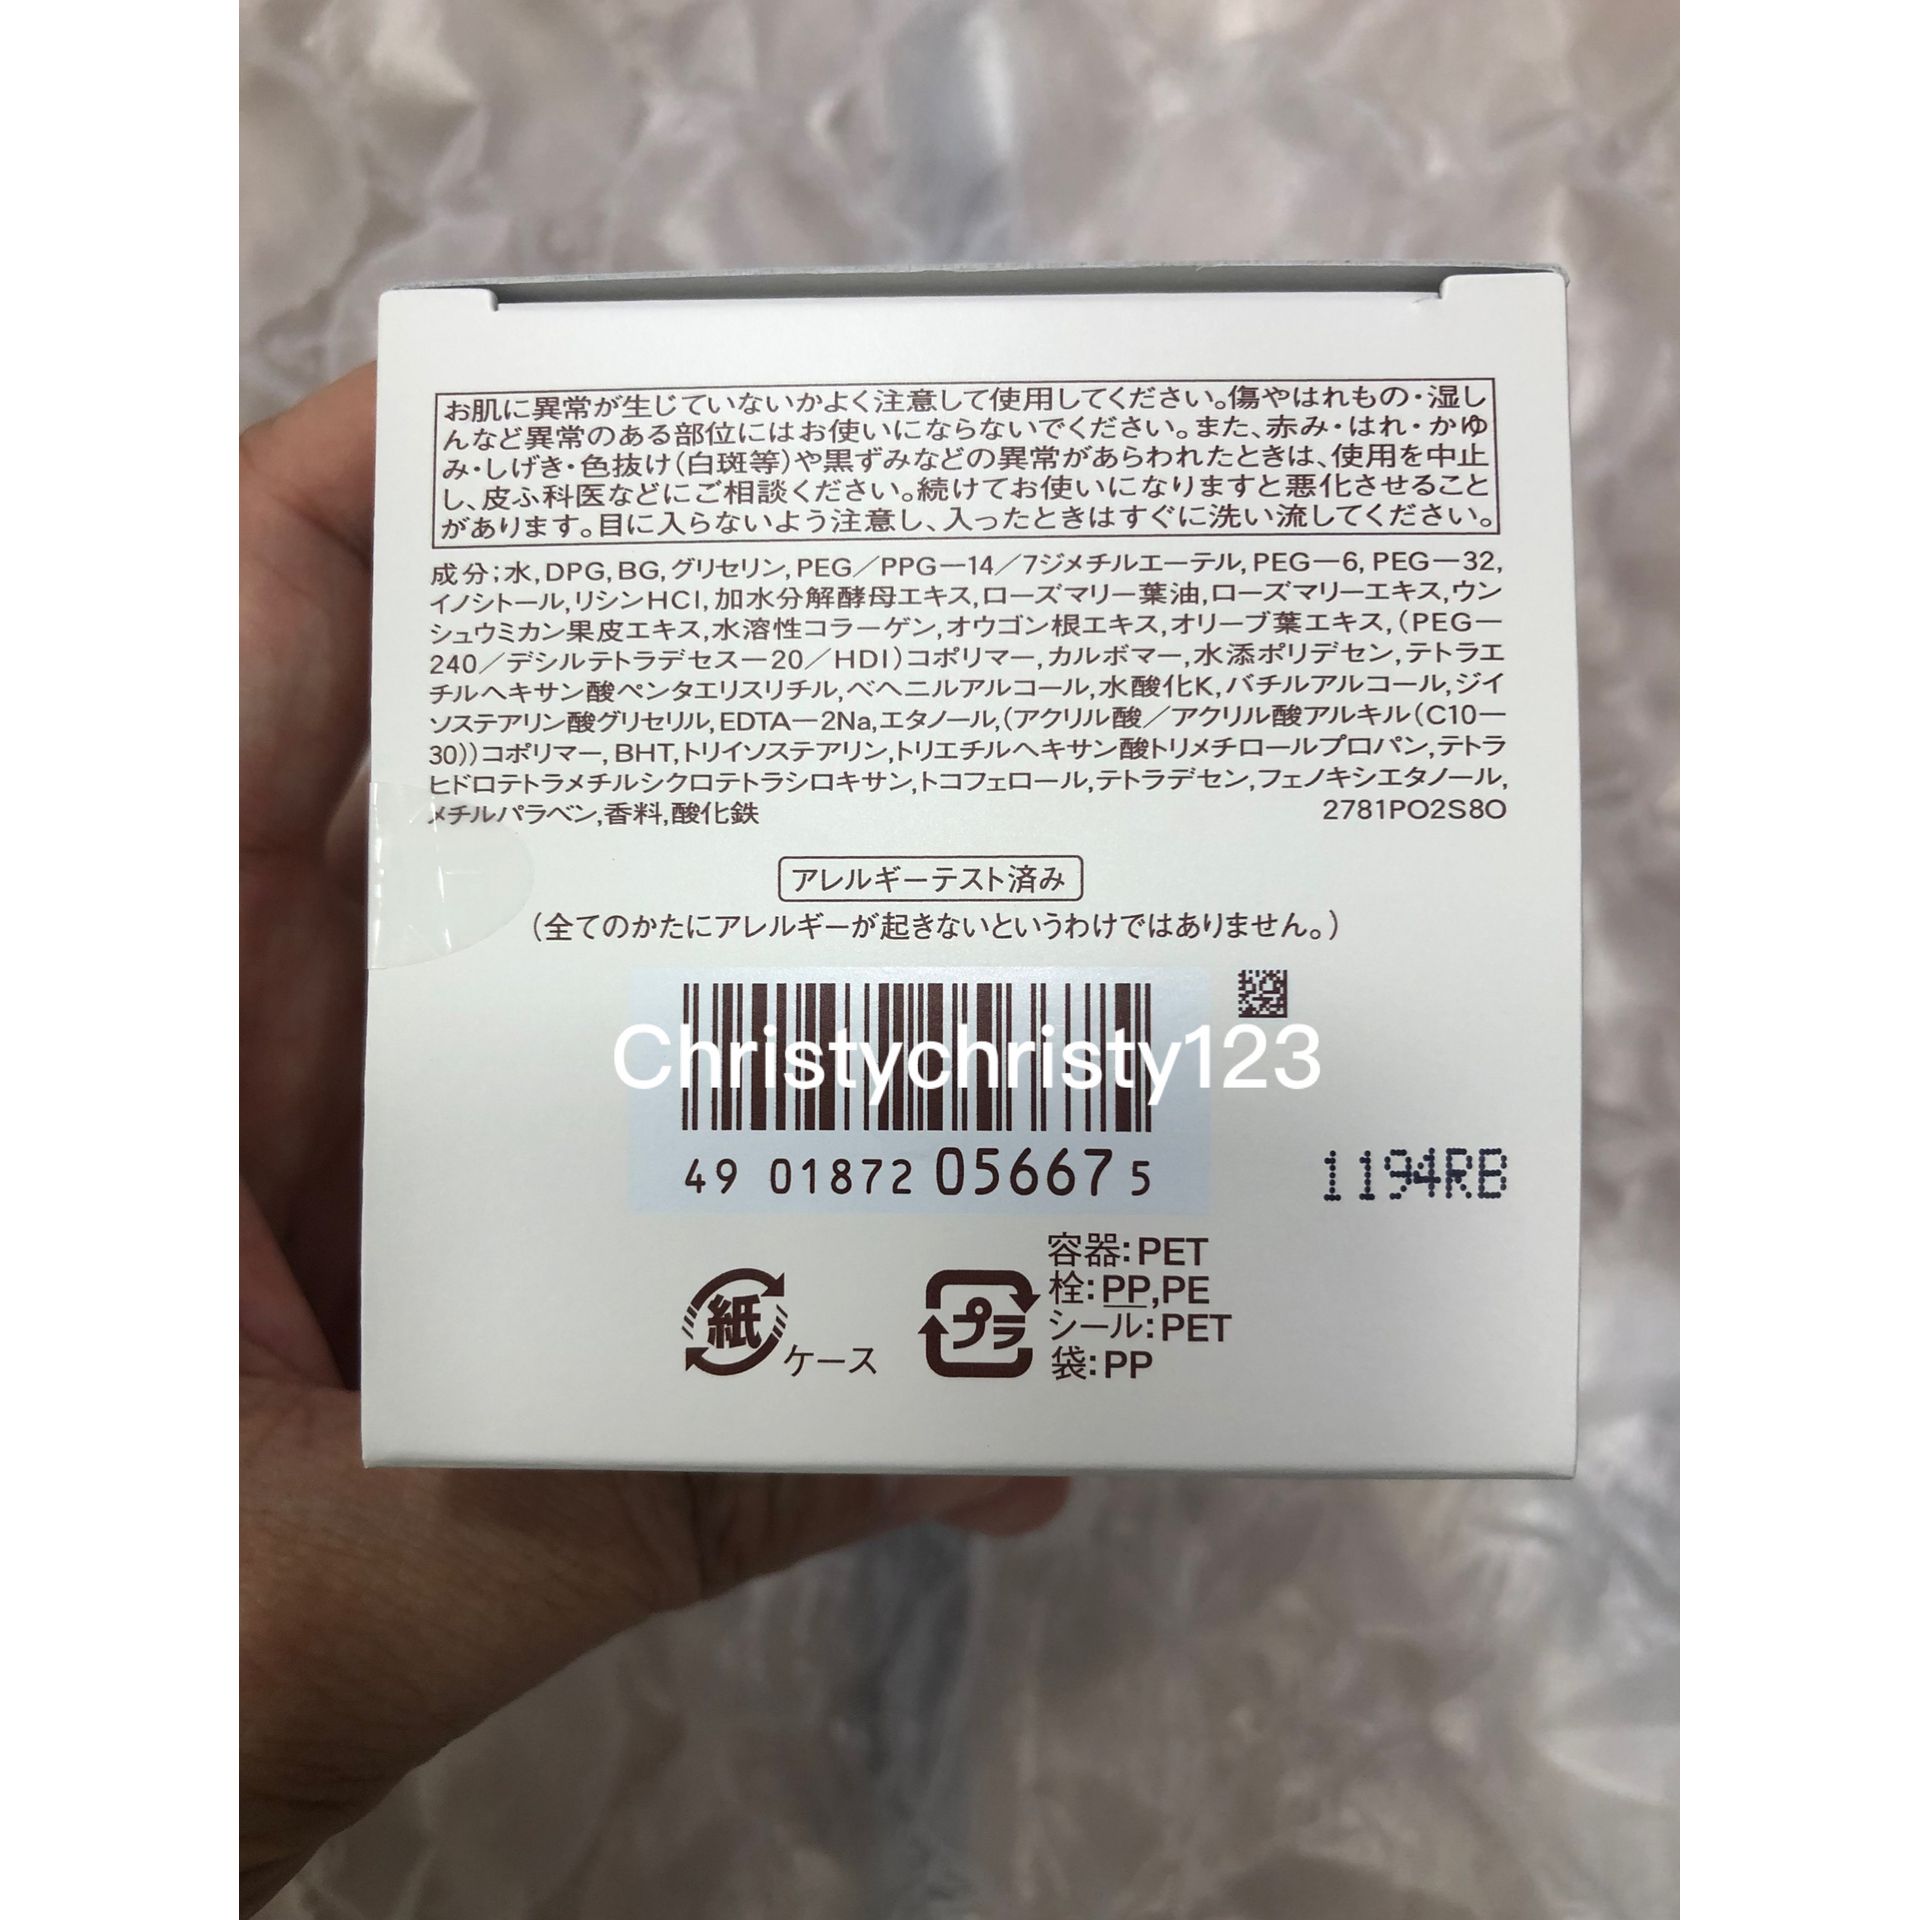 お肌に異常が生じていないかよく注意して使用してください。傷やはれもの・湿し
んなど異常のある部位にはお使いにならないでください。また、赤み・はれ・かゆ
み・しげき・色抜け(白斑等)や黒ずみなどの異常があらわれたときは、使用を中止
し、皮ふ科医などにご相談ください。続けてお使いになりますと悪化させること
があります。目に入らないよう注意し、入ったときはすぐに洗い流してください。
成分;水,DPG,BG,グリセリン,PEG/PPG-14/7ジメチルエーテル,PEG-6,PEG-32,
イノシトール,リシンHCl,加水分解酵母エキス,ローズマリー葉油,ローズマリーエキス,ウン
シュウミカン果皮エキス,水溶性コラーゲン,オウゴン根エキス,オリーブ葉エキス,(PEG-
240/デシルテトラデセス-20/HDI)コポリマー,カルボマー,水添ポリデセン,テトラエ
チルヘキサン酸ペンタエリスリチル,ベヘニルアルコール,水酸化K,バチルアルコール,ジイ
ソステアリン酸グリセリル,EDTA-2Na,エタノール,(アクリル酸/アクリル酸アルキル(C10-
30))コポリマー,BHT,トリイソステアリン,トリエチルヘキサン酸トリメチロールプロパン,テトラ
ヒドロテトラメチルシクロテトラシロキサン,トコフェロール,テトラデセン,フェノキシエタノール,
メチルパラベン,香料,酸化鉄 2781PO2S8O
アレルギーテスト済み
(全てのかたにアレルギーが起きないというわけではありません。)
Christychristy123
49 01872 05667 5
1194RB
紙 ケース
プラ
容器:PET
栓:PP,PE
シール:PET
袋:PP